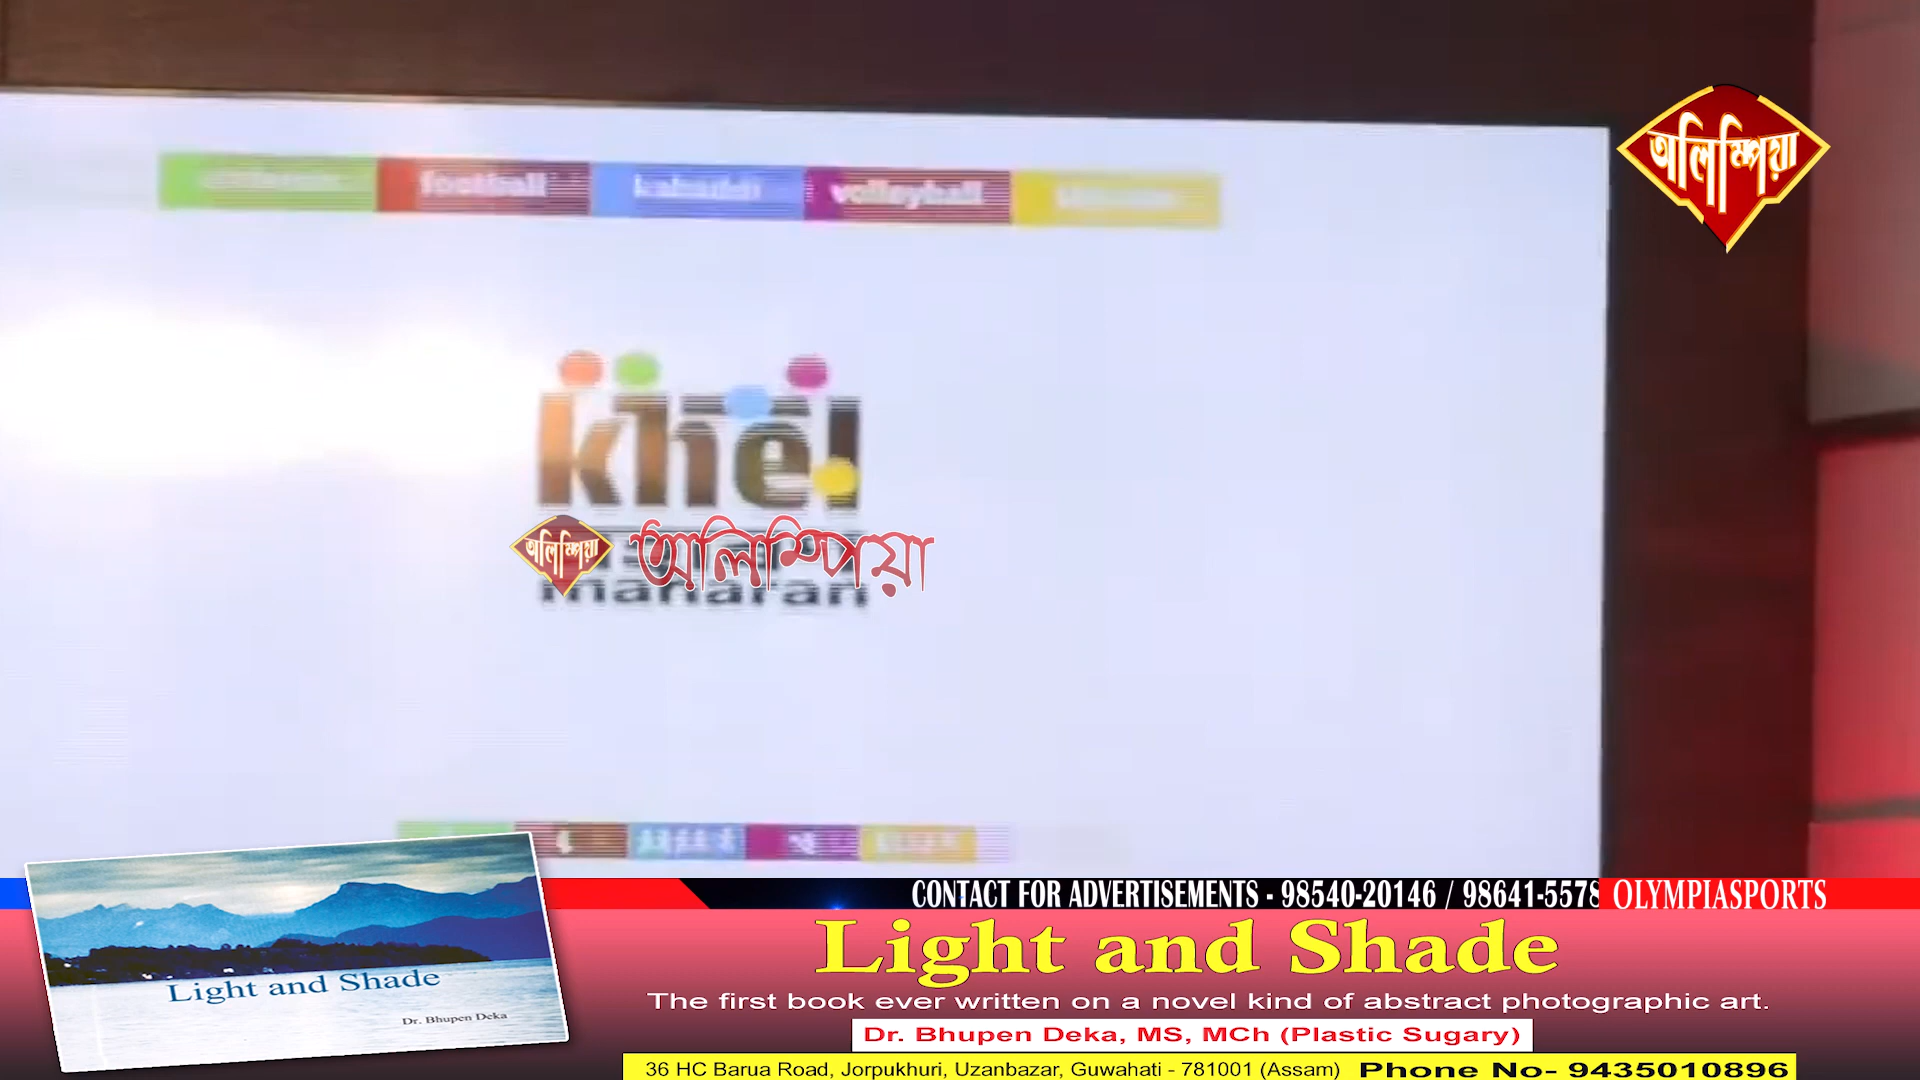 football kabaddi volleyball
অলিম্পিয়া
khel
অলিম্পিয়া অলিম্পিয়া
maharan
CONTACT FOR ADVERTISEMENTS - 98540-20146 / 98641-5578 OLYMPIASPORTS
Light and Shade
Dr. Bhupen Deka
Light and Shade
The first book ever written on a novel kind of abstract photographic art.
Dr. Bhupen Deka, MS, MCh (Plastic Sugary)
36 HC Barua Road, Jorpukhuri, Uzanbazar, Guwahati - 781001 (Assam) Phone No- 9435010896